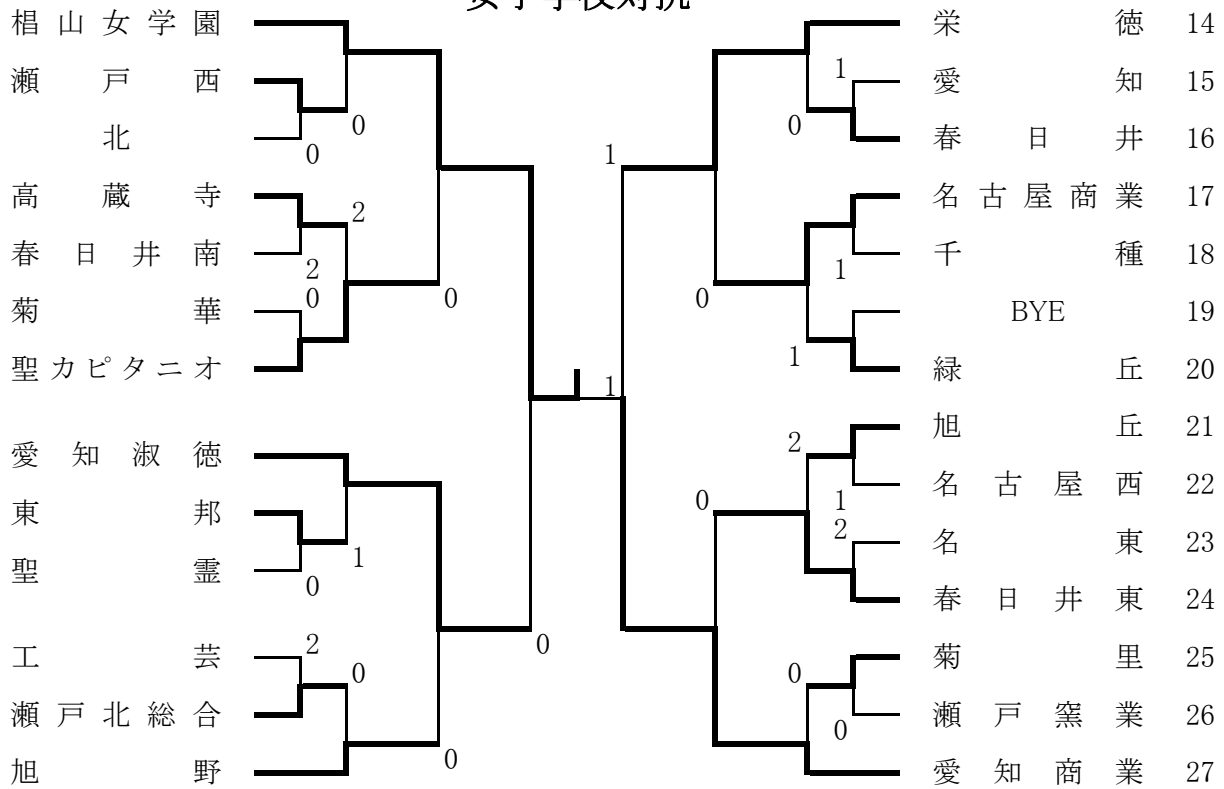 女子学校対抗
椙山女学園
瀬戸西
北
高蔵寺
春日井南
菊華
聖カピタニオ
愛知淑徳
東邦
聖霊
工芸
瀬戸北総合
旭野
0
0
2
2
0
0
1
0
2
0
0
0
1
1
1
0
0
1
1
2
1
2
0
0
0
栄徳 14
愛知 15
春日井 16
名古屋商業 17
千種 18
BYE 19
緑丘 20
旭丘 21
名古屋西 22
名東 23
春日井東 24
菊里 25
瀬戸窯業 26
愛知商業 27